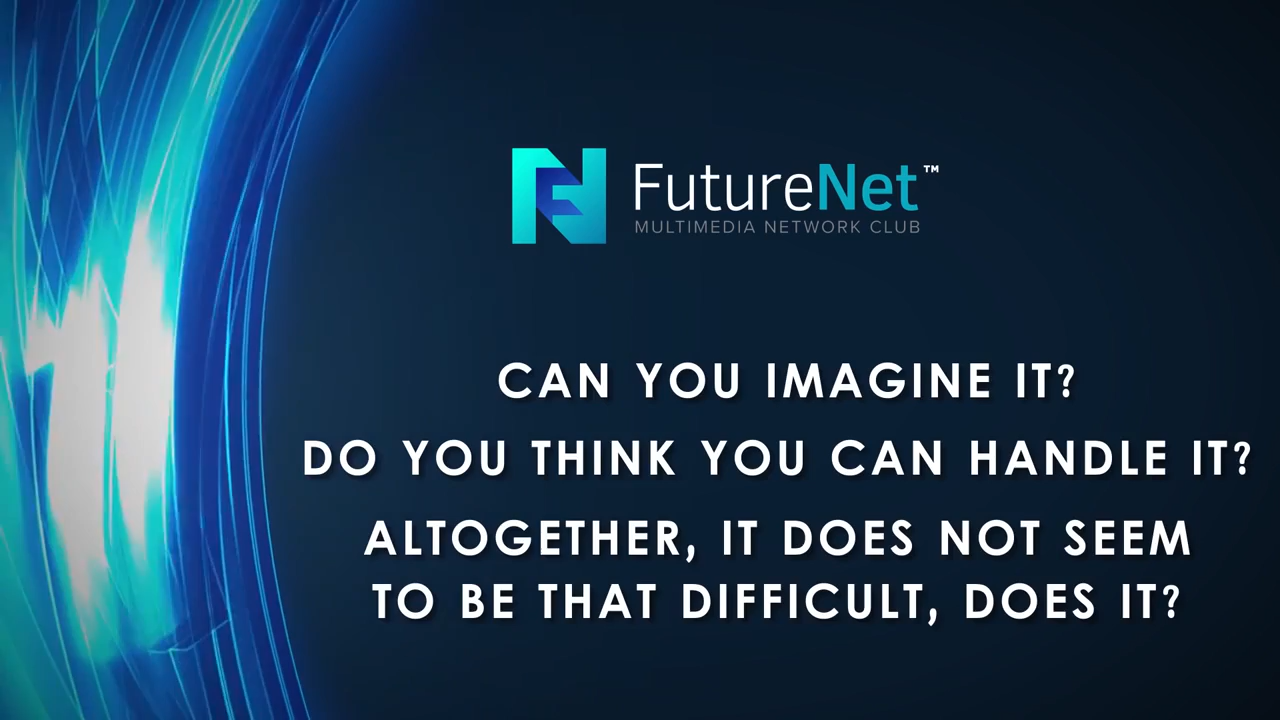 FutureNet™
MULTIMEDIA NETWORK CLUB
CAN YOU IMAGINE IT?
DO YOU THINK YOU CAN HANDLE IT?
ALTOGETHER, IT DOES NOT SEEM
TO BE THAT DIFFICULT, DOES IT?